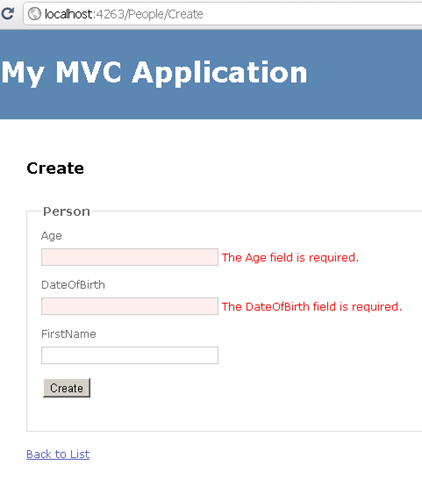 localhost:4263/People/Create
My MVC Application
Create
Person
Age
The Age field is required.
DateOfBirth
The DateOfBirth field is required.
FirstName
Create
Back to List